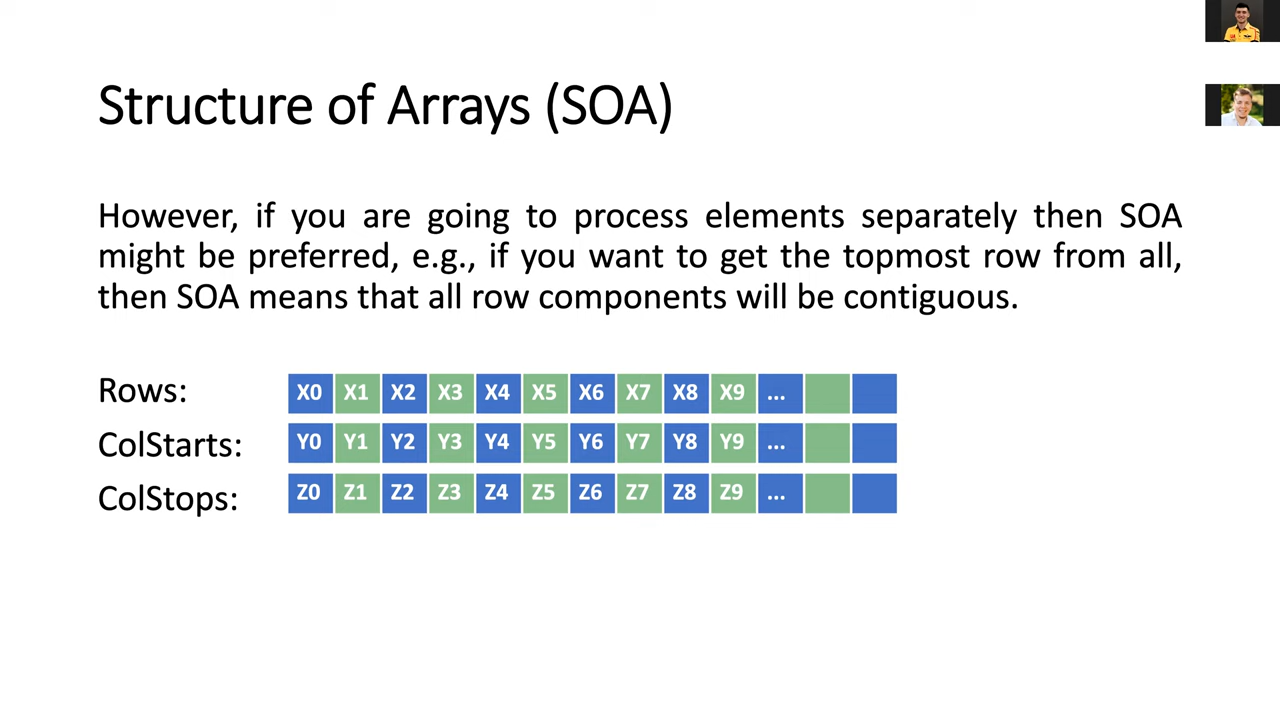 Structure of Arrays (SOA)
However, if you are going to process elements separately then SOA
might be preferred, e.g., if you want to get the topmost row from all,
then SOA means that all row components will be contiguous.
Rows: X0 X1 X2 X3 X4 X5 X6 X7 X8 X9 ...
ColStarts: Y0 Y1 Y2 Y3 Y4 Y5 Y6 Y7 Y8 Y9 ...
ColStops: Z0 Z1 Z2 Z3 Z4 Z5 Z6 Z7 Z8 Z9 ...